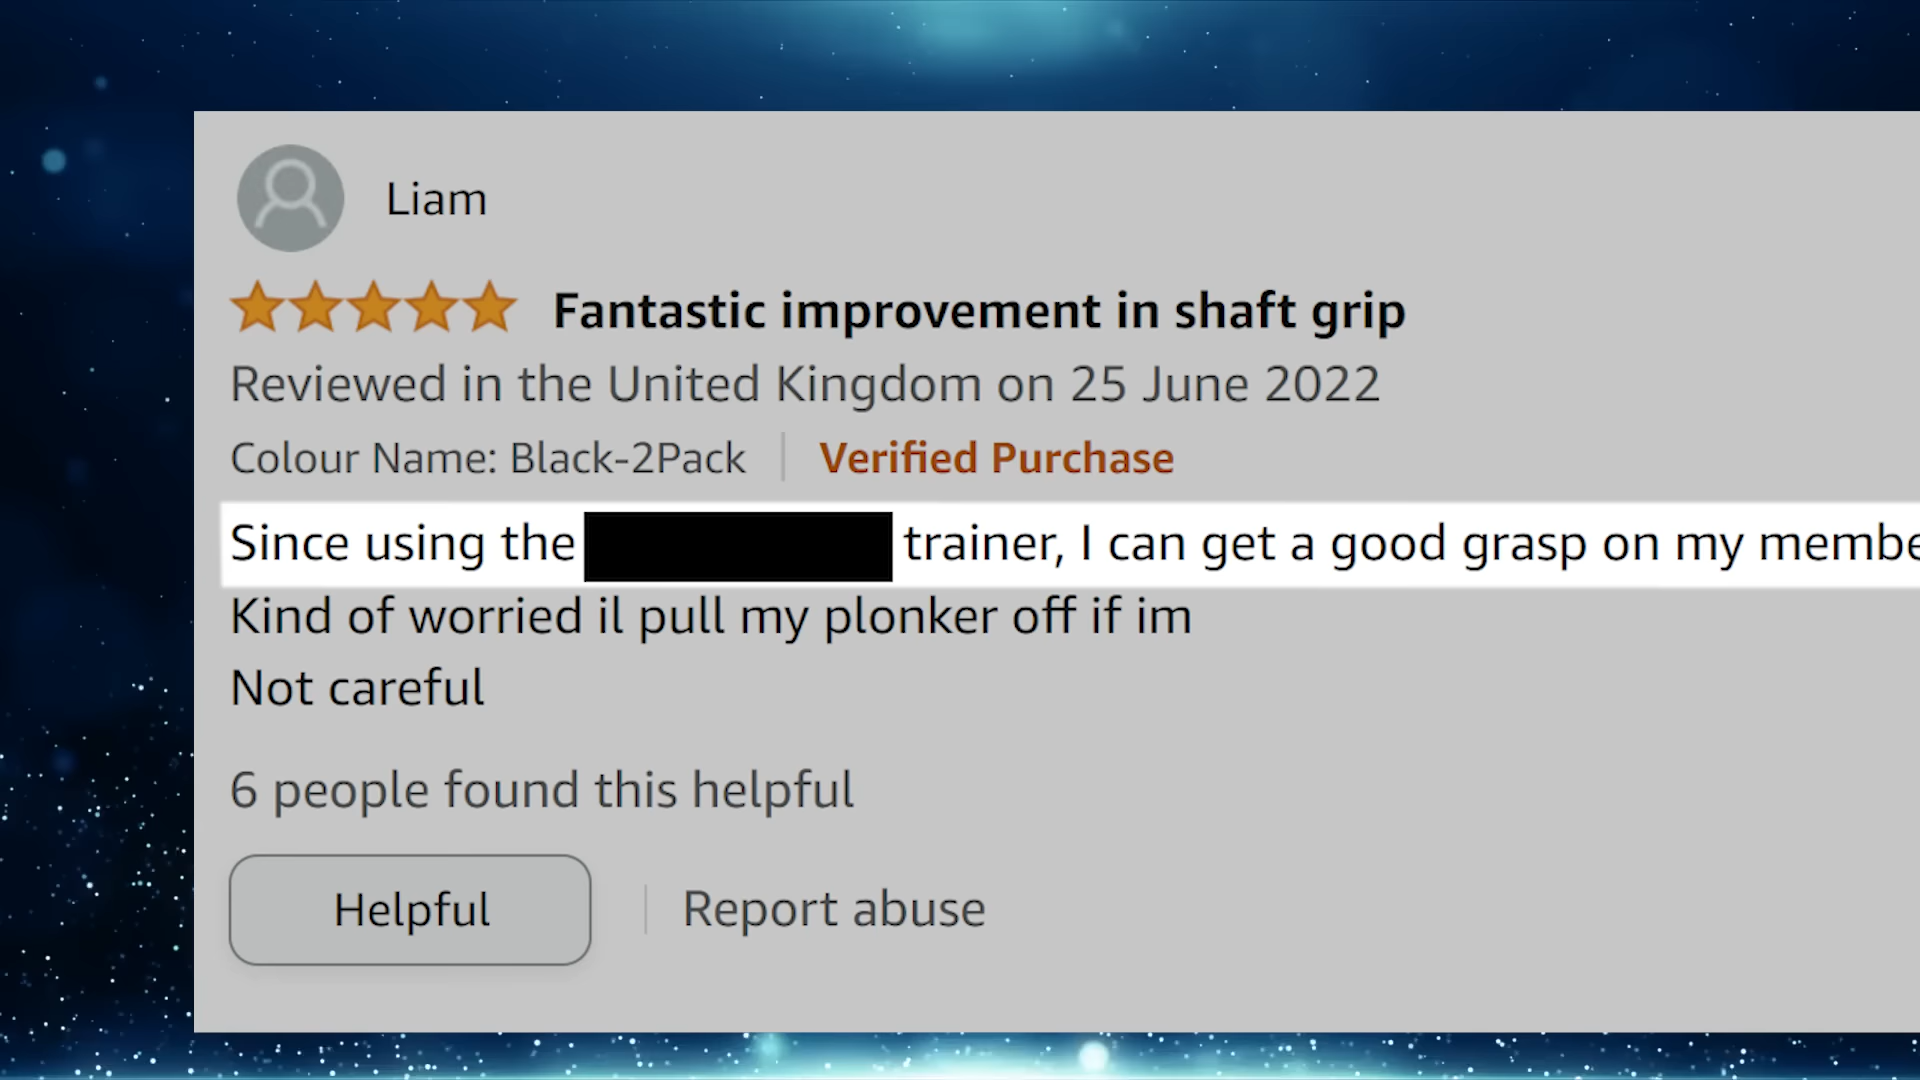 Liam
Fantastic improvement in shaft grip
Reviewed in the United Kingdom on 25 June 2022
Colour Name: Black-2Pack Verified Purchase
Since using the trainer, I can get a good grasp on my
Kind of worried il pull my plonker off if im
Not careful
6 people found this helpful
Helpful Report abuse